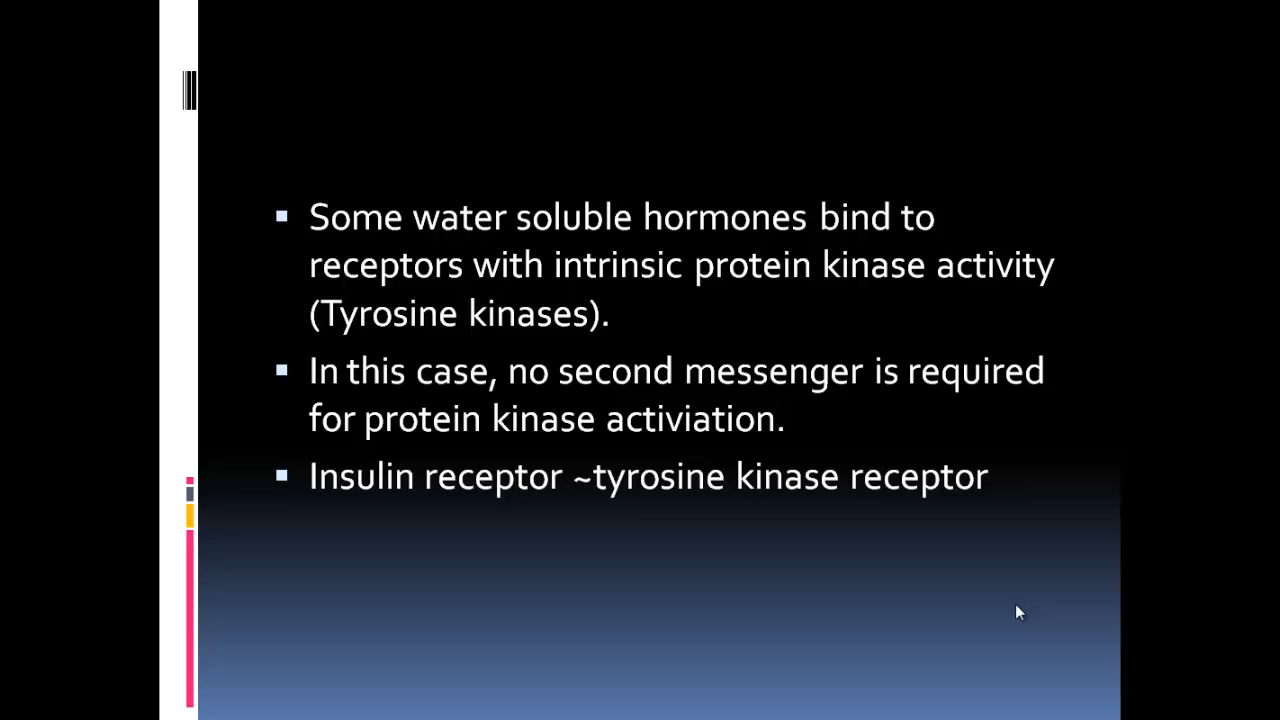 Some water soluble hormones bind to
receptors with intrinsic protein kinase activity
(Tyrosine kinases).
In this case, no second messenger is required
for protein kinase activiation.
Insulin receptor ~tyrosine kinase receptor